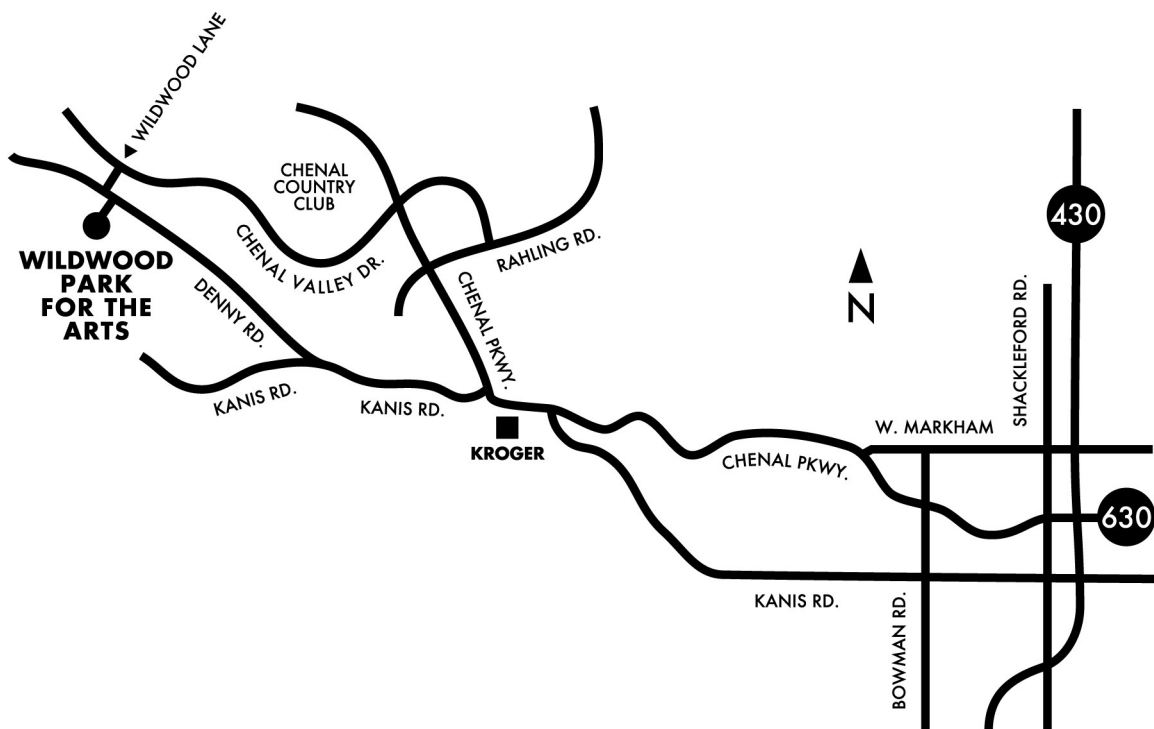 WILDWOOD LANE
CHENAL
COUNTRY
CLUB
430
WILDWOOD
PARK
FOR THE
ARTS
CHENAL VALLEY DR.
RAHLING RD.
DENNY RD.
CHENAL PKWY.
N
SHACKLEFORD RD.
KANIS RD.
KANIS RD.
KROGER
W. MARKHAM
CHENAL PKWY.
630
KANIS RD.
BOWMAN RD.